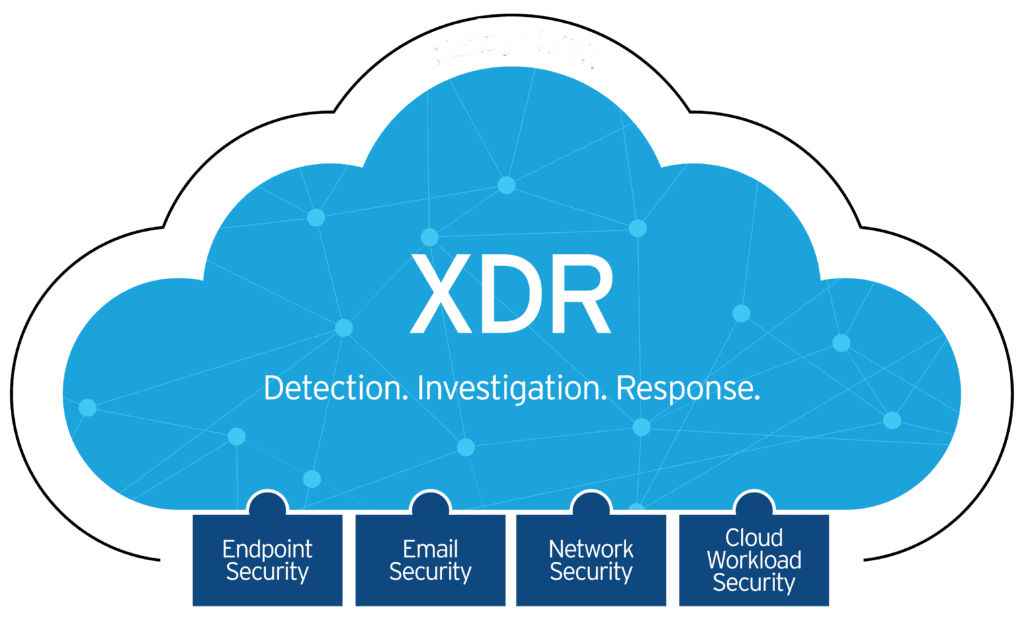 XDR
Detection. Investigation. Response.
Endpoint
Security
Email
Security
Network
Security
Cloud
Workload
Security